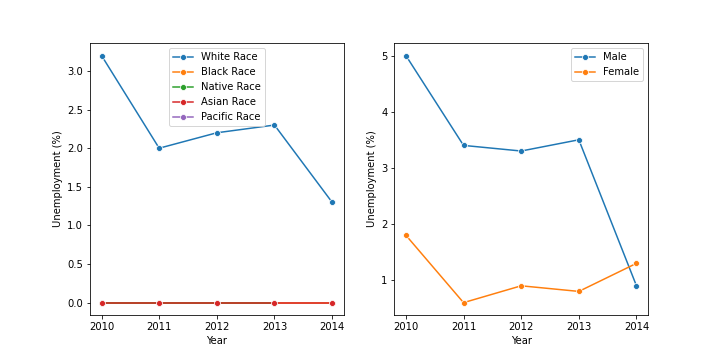 3.0
2.5
2.0
1.5
1.0
0.5
0.0
Unemployment (%)
2010 2011 2012 2013 2014
Year
White Race
Black Race
Native Race
Asian Race
Pacific Race
5
4
3
2
1
Unemployment (%)
2010 2011 2012 2013 2014
Year
Male
Female